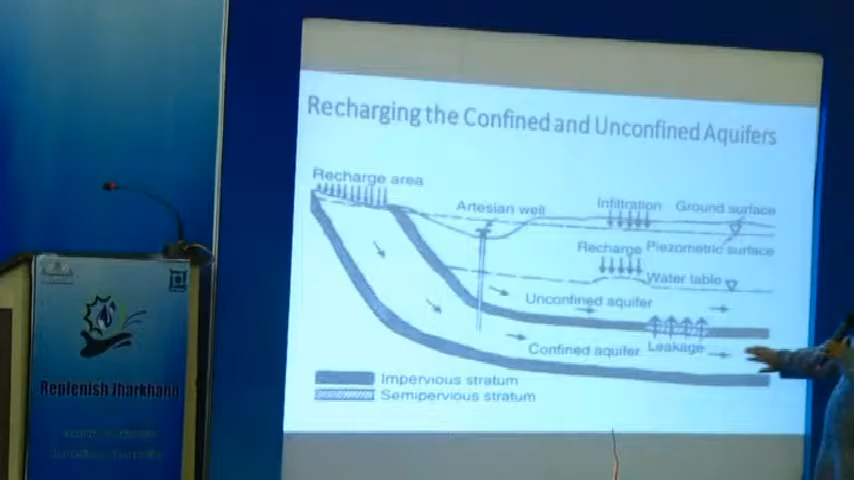 Recharging the Confined and Unconfined Aquifers
Recharge area
Artesian well
Infiltration
Ground surface
Recharge
Piezometric surface
Water table
Unconfined aquifer
Confined aquifer
Leakage
Impervious stratum
Semipervious stratum
Replenish Jharkhand